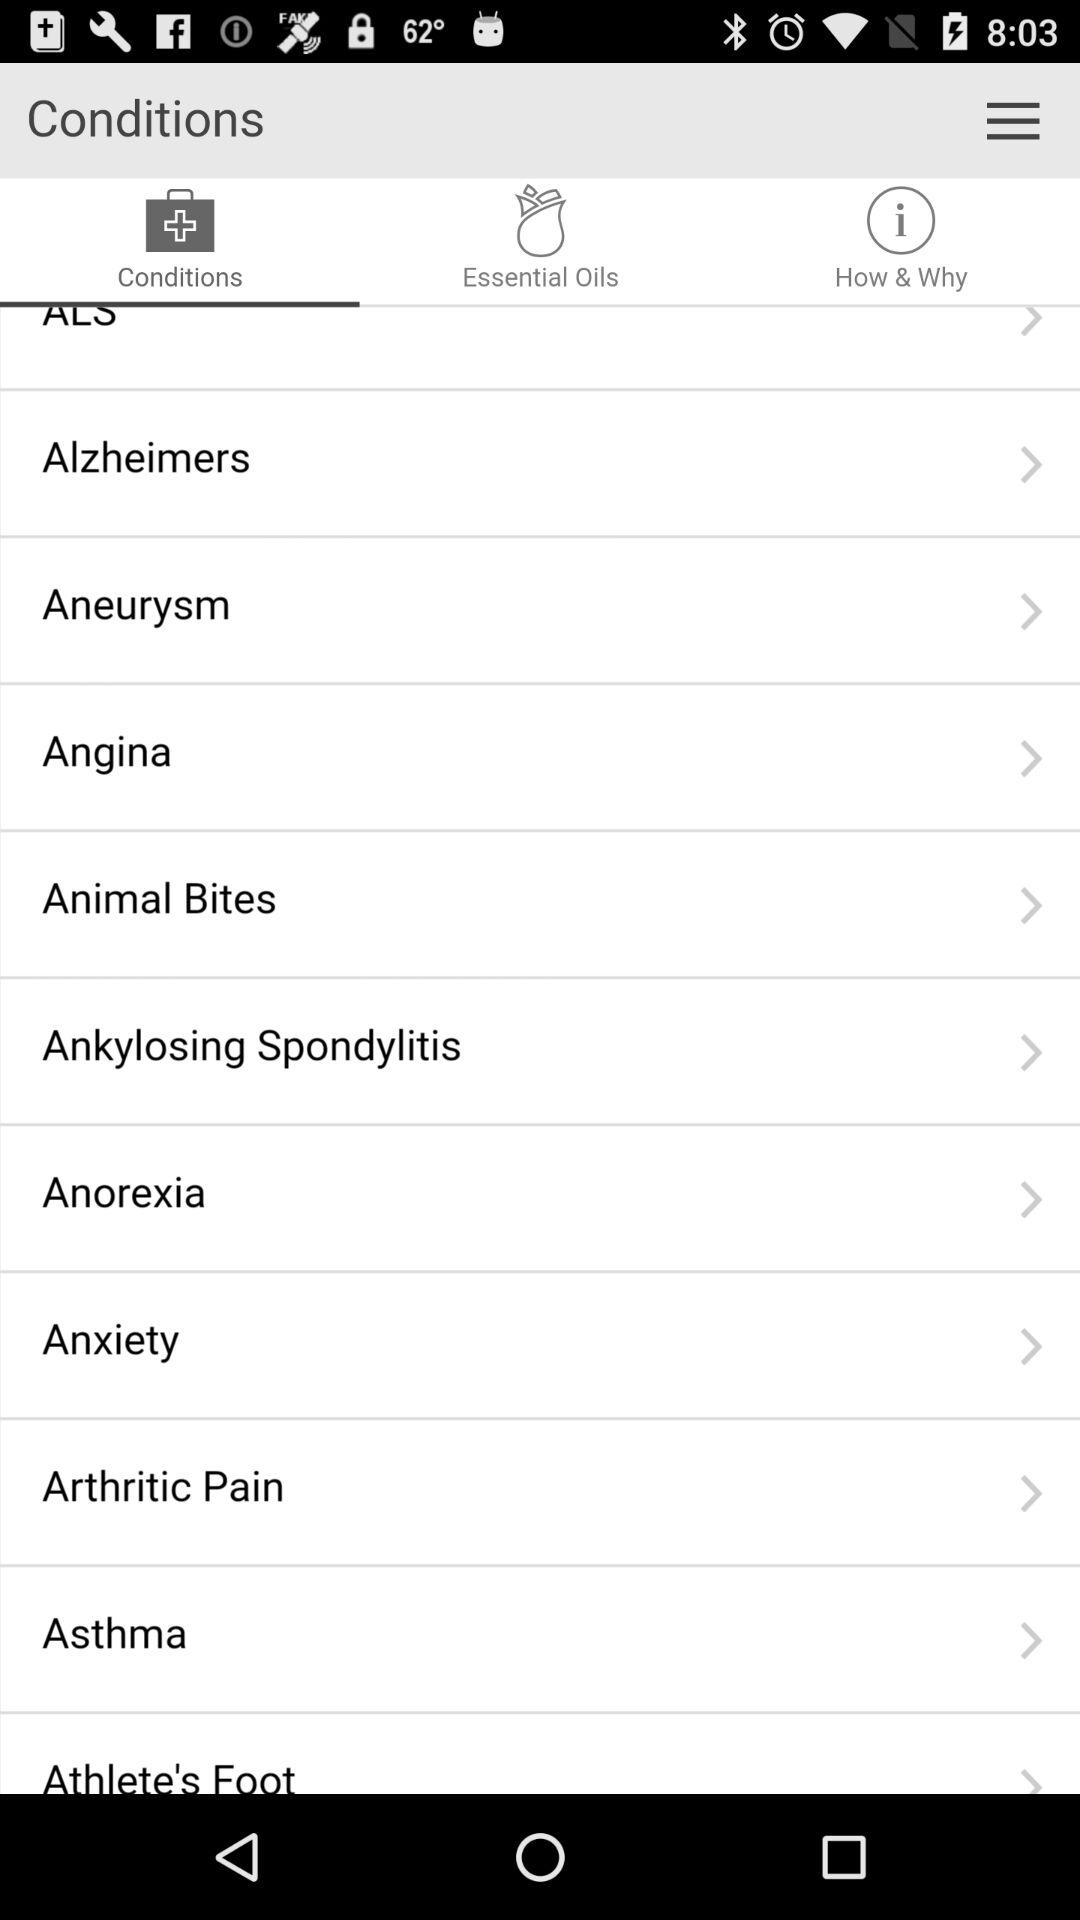 FAKE 62° 8:03
Conditions
Conditions Essential Oils How & Why
ALS
Alzheimers
Aneurysm
Angina
Animal Bites
Ankylosing Spondylitis
Anorexia
Anxiety
Arthritic Pain
Asthma
Athlete's Foot